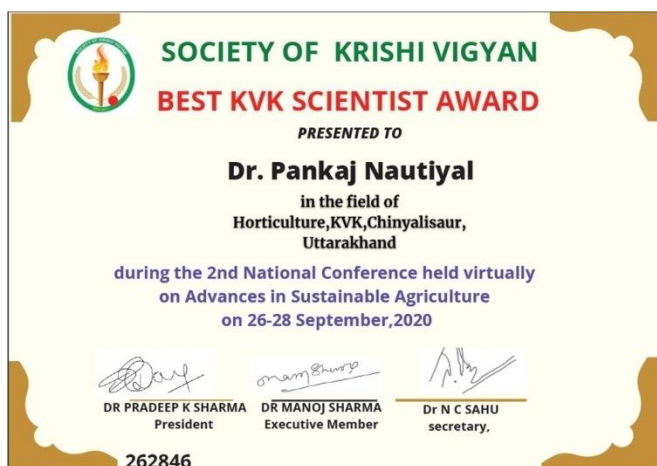 SOCIETY OF KRISHI VIGYAN
BEST KVK SCIENTIST AWARD
PRESENTED TO
Dr. Pankaj Nautiyal
in the field of
Horticulture,KVK,Chinyalisaur,
Uttarakhand
during the 2nd National Conference held virtually
on Advances in Sustainable Agriculture
on 26-28 September,2020
DR PRADEEP K SHARMA
President
DR MANOJ SHARMA
Executive Member
Dr N C SAHU
secretary,
262846